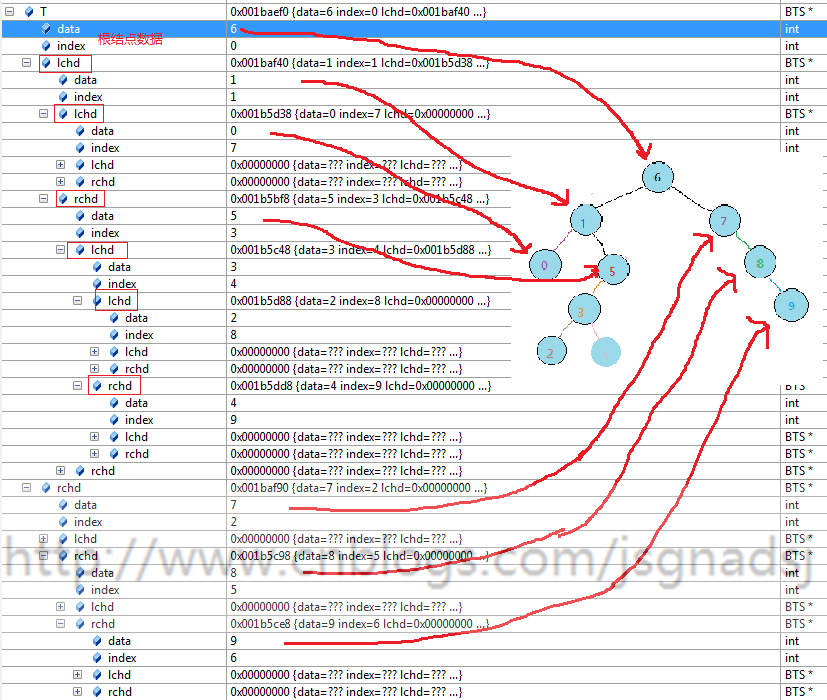 T 0x001baef0 {data=6 index=0 lchd=0x001baf40 ...} BTS *
data 6 int
根结点数据
index 0 int
lchd 0x001baf40 {data=1 index=1 lchd=0x001b5d38 ...} BTS *
data 1 int
index 1 int
lchd 0x001b5d38 {data=0 index=7 lchd=0x00000000 ...} BTS *
data 0 int
index 7 int
lchd 0x00000000 {data=??? index=??? lchd=??? ...}
rchd 0x00000000 {data=??? index=??? lchd=??? ...}
rchd 0x001b5bf8 {data=5 index=3 lchd=0x001b5c48 ...}
data 5
index 3
lchd 0x001b5c48 {data=3 index=4 lchd=0x001b5d88 ...}
data 3
index 4
lchd 0x001b5d88 {data=2 index=8 lchd=0x00000000 ...}
data 2
index 8
lchd 0x00000000 {data=??? index=??? lchd=??? ...}
rchd 0x00000000 {data=??? index=??? lchd=??? ...}
rchd 0x001b5dd8 {data=4 index=9 lchd=0x00000000 ...} BTS *
data 4 int
index 9 int
lchd 0x00000000 {data=??? index=??? lchd=??? ...} BTS *
rchd 0x00000000 {data=??? index=??? lchd=??? ...} BTS *
rchd 0x00000000 {data=??? index=??? lchd=??? ...} BTS *
rchd 0x001baf90 {data=7 index=2 lchd=0x00000000 ...} BTS *
data 7 int
index 2 int
lchd 0x00000000 {data=??? index=??? lchd=??? ...} BTS *
rchd 0x001b5c98 {data=8 index=5 lchd=0x00000000 ...} BTS *
http://www.cnblogs.com/jsgnadsj
data 8 int
index 5 int
lchd 0x00000000 {data=??? index=??? lchd=??? ...} BTS *
rchd 0x001b5ce8 {data=9 index=6 lchd=0x00000000 ...} BTS *
data 9 int
index 6 int
lchd 0x00000000 {data=??? index=??? lchd=??? ...} BTS *
rchd 0x00000000 {data=??? index=??? lchd=??? ...} BTS *
6
1
7
0
5
8
3
9
2